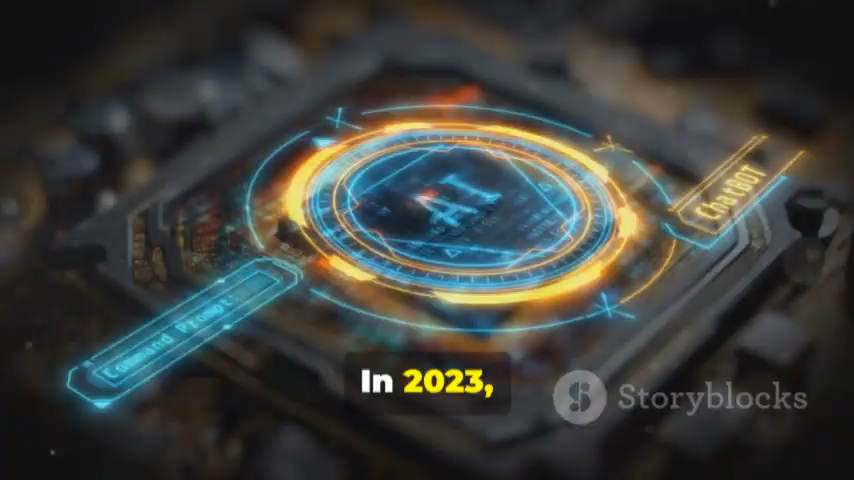 AI
ChatBOT
Command Prompt:
In 2023,
Storyblocks